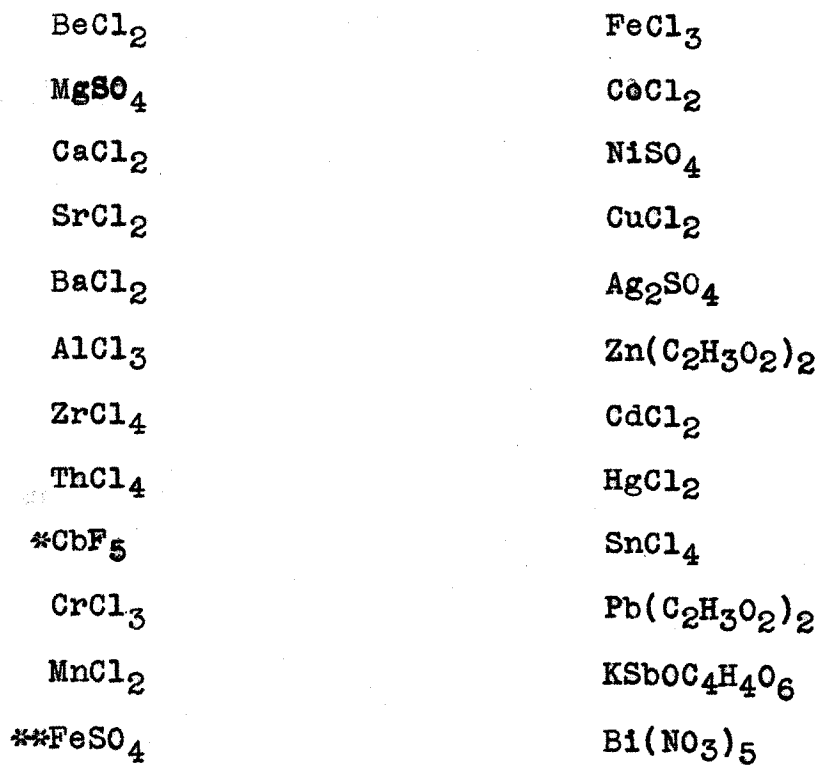 BeCl₂
MgSO₄
CaCl₂
SrCl₂
BaCl₂
AlCl₃
ZrCl₄
ThCl₄
*CbF₅
CrCl₃
MnCl₂
**FeSO₄
FeCl₃
CoCl₂
NiSO₄
CuCl₂
Ag₂SO₄
Zn(C₂H₃O₂)₂
CdCl₂
HgCl₂
SnCl₄
Pb(C₂H₃O₂)₂
KSbOC₄H₄O₆
Bi(NO₃)₅